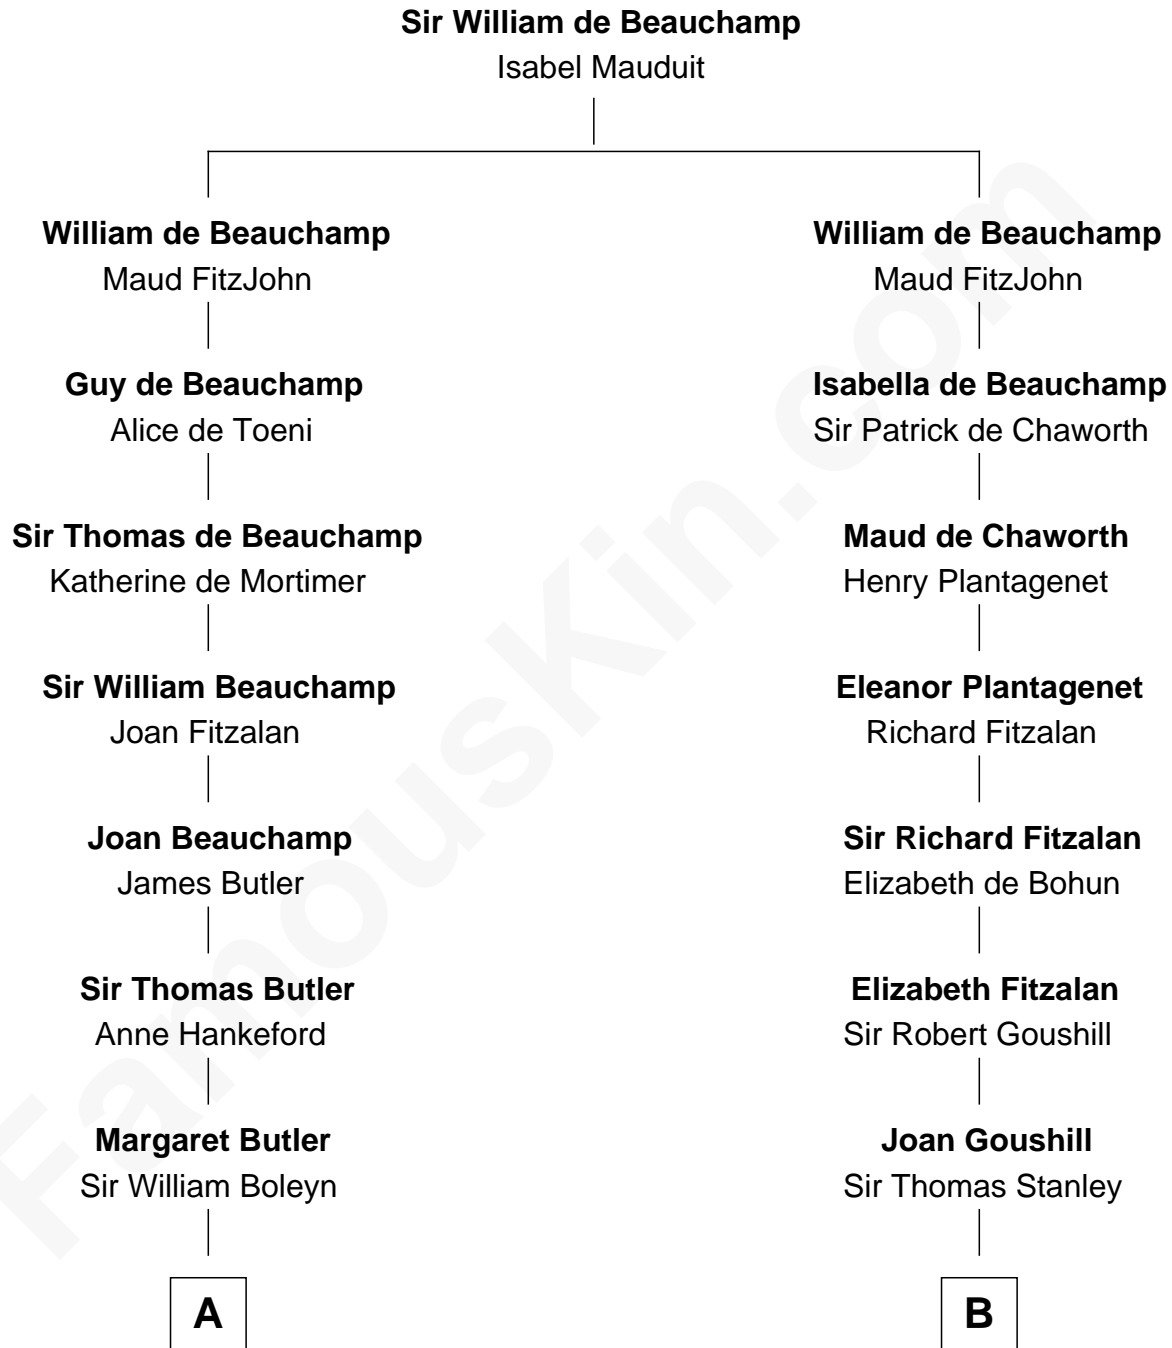 Sir William de Beauchamp
Isabel Mauduit
William de Beauchamp
Maud FitzJohn
William de Beauchamp
Maud FitzJohn
Guy de Beauchamp
Alice de Toeni
Isabella de Beauchamp
Sir Patrick de Chaworth
Sir Thomas de Beauchamp
Katherine de Mortimer
Maud de Chaworth
Henry Plantagenet
Sir William Beauchamp
Joan Fitzalan
Eleanor Plantagenet
Richard Fitzalan
Joan Beauchamp
James Butler
Sir Richard Fitzalan
Elizabeth de Bohun
Sir Thomas Butler
Anne Hankeford
Elizabeth Fitzalan
Sir Robert Goushill
Margaret Butler
Sir William Boleyn
Joan Goushill
Sir Thomas Stanley
A
B
FamousKin.com